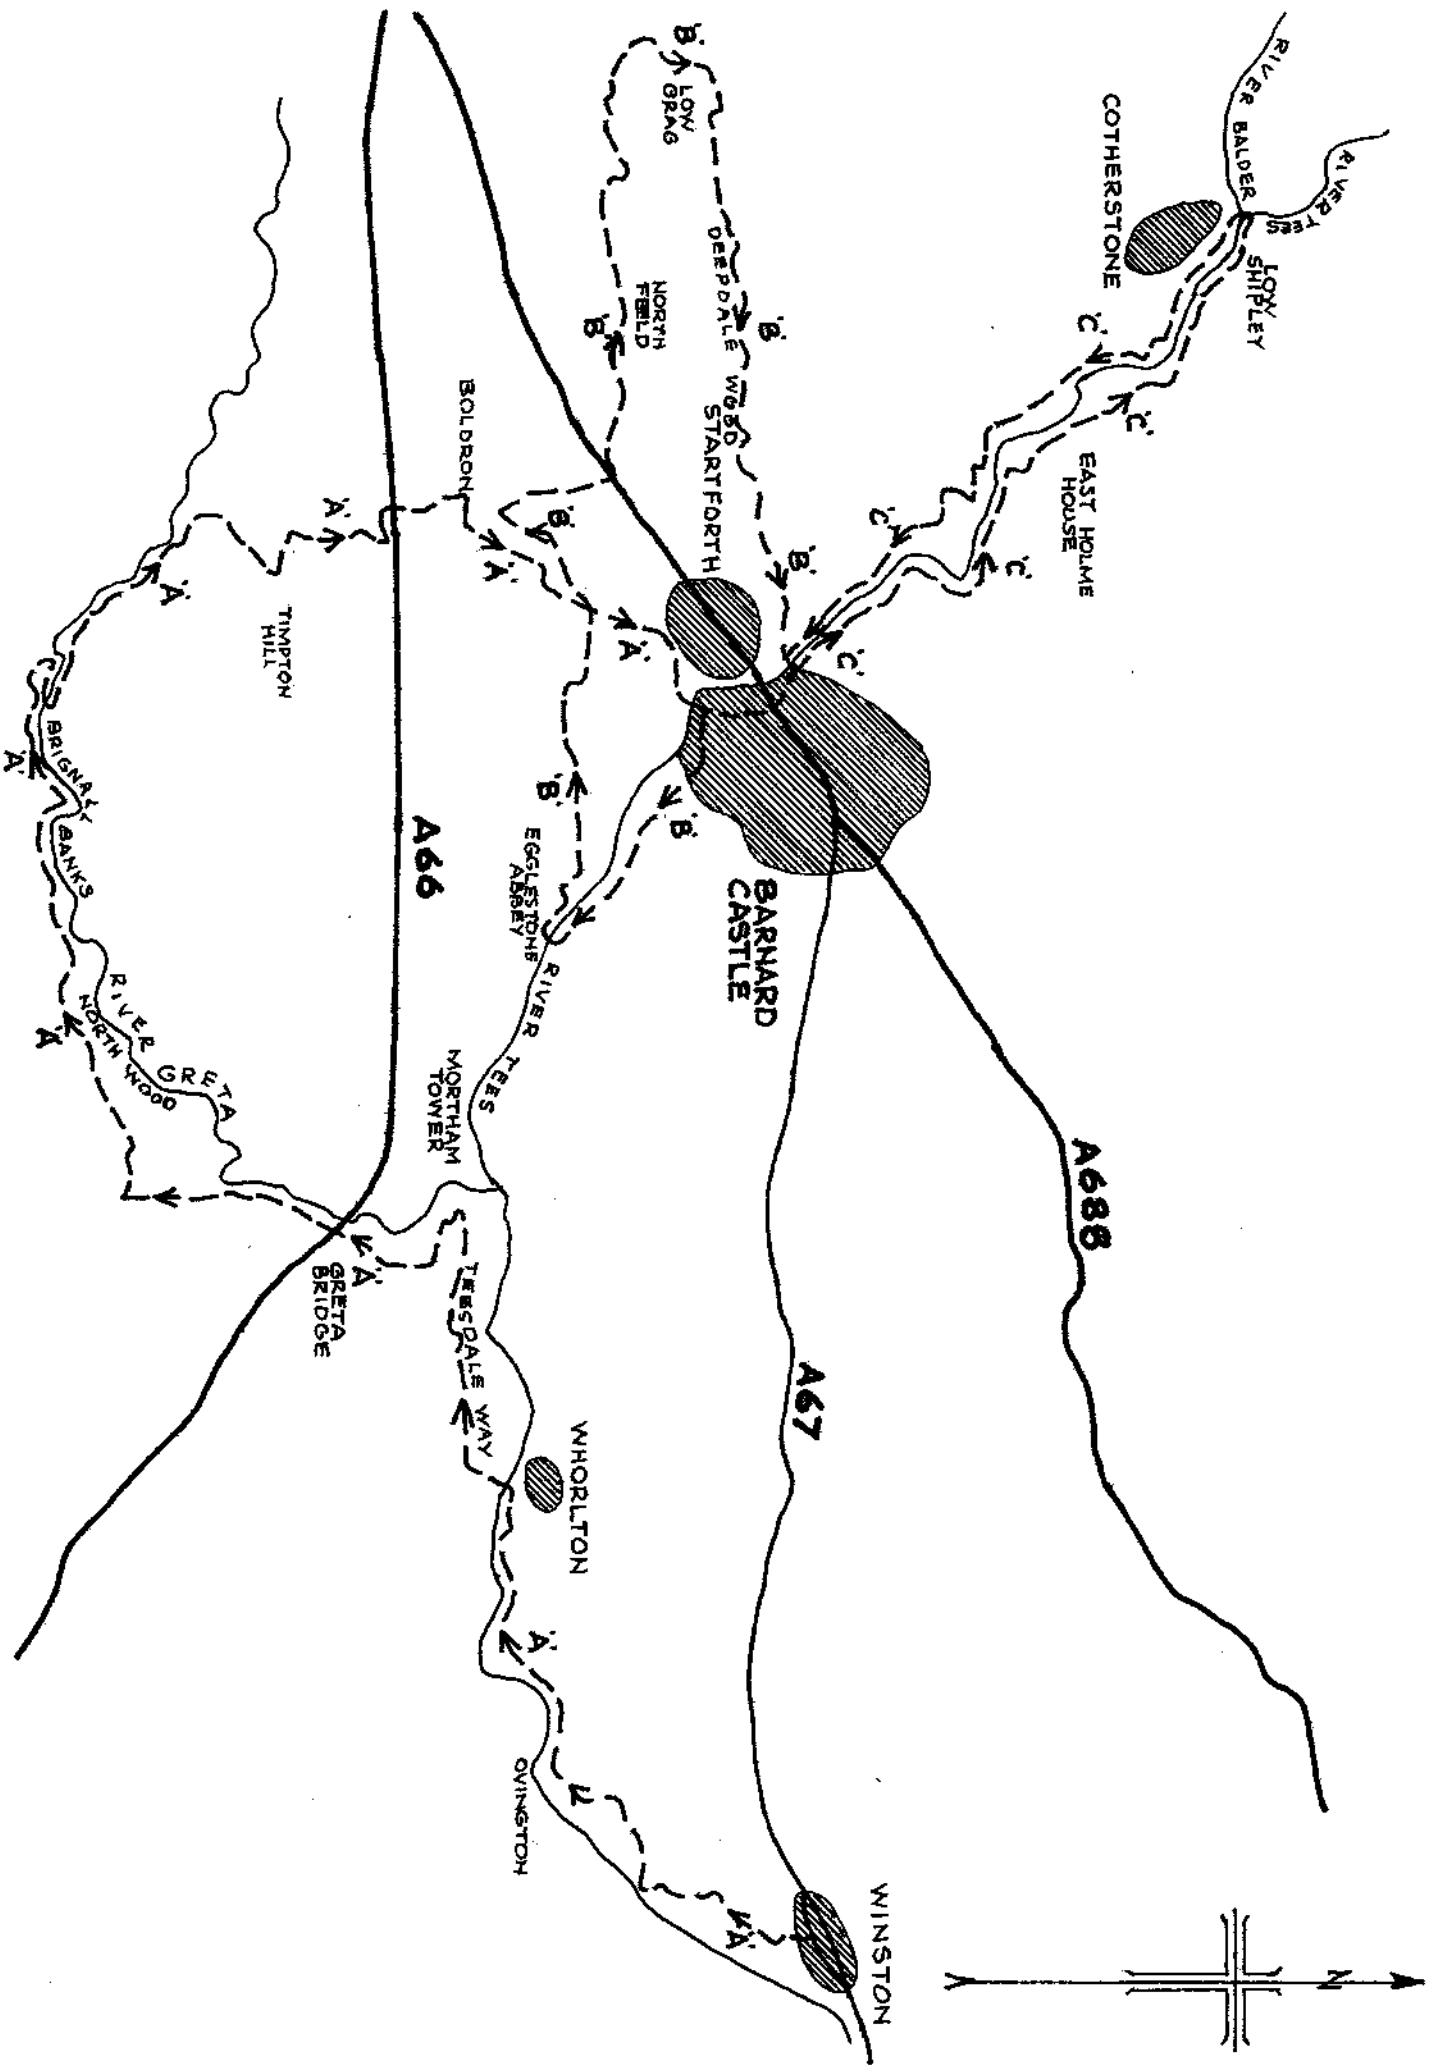 RIVER BALDER
RIVER TEES
COTHERSTONE
LOW
SHIPLEY
'C'
'C'
EAST HOLME
HOUSE
'C'
'C'
'C'
'B'
LOW
CRAG
DEEPDALE WOOD
'B'
'B'
NORTH
FIELD
'B'
STARTFORTH
BOLDRON
'B'
'A'
'A'
'A'
TIMPTON
HILL
'A'
BRIGNALL BANKS
'A'
A66
BARNARD
CASTLE
'B'
'B'
EGGLESTONE
ABBEY
RIVER TEES
MORTHAM
TOWER
RIVER GRETA
NORTH WOOD
'A'
A688
A67
'A'
GRETA
BRIDGE
TEESDALE WAY
WHORLTON
'A'
OVINGTON
'A'
WINSTON
N